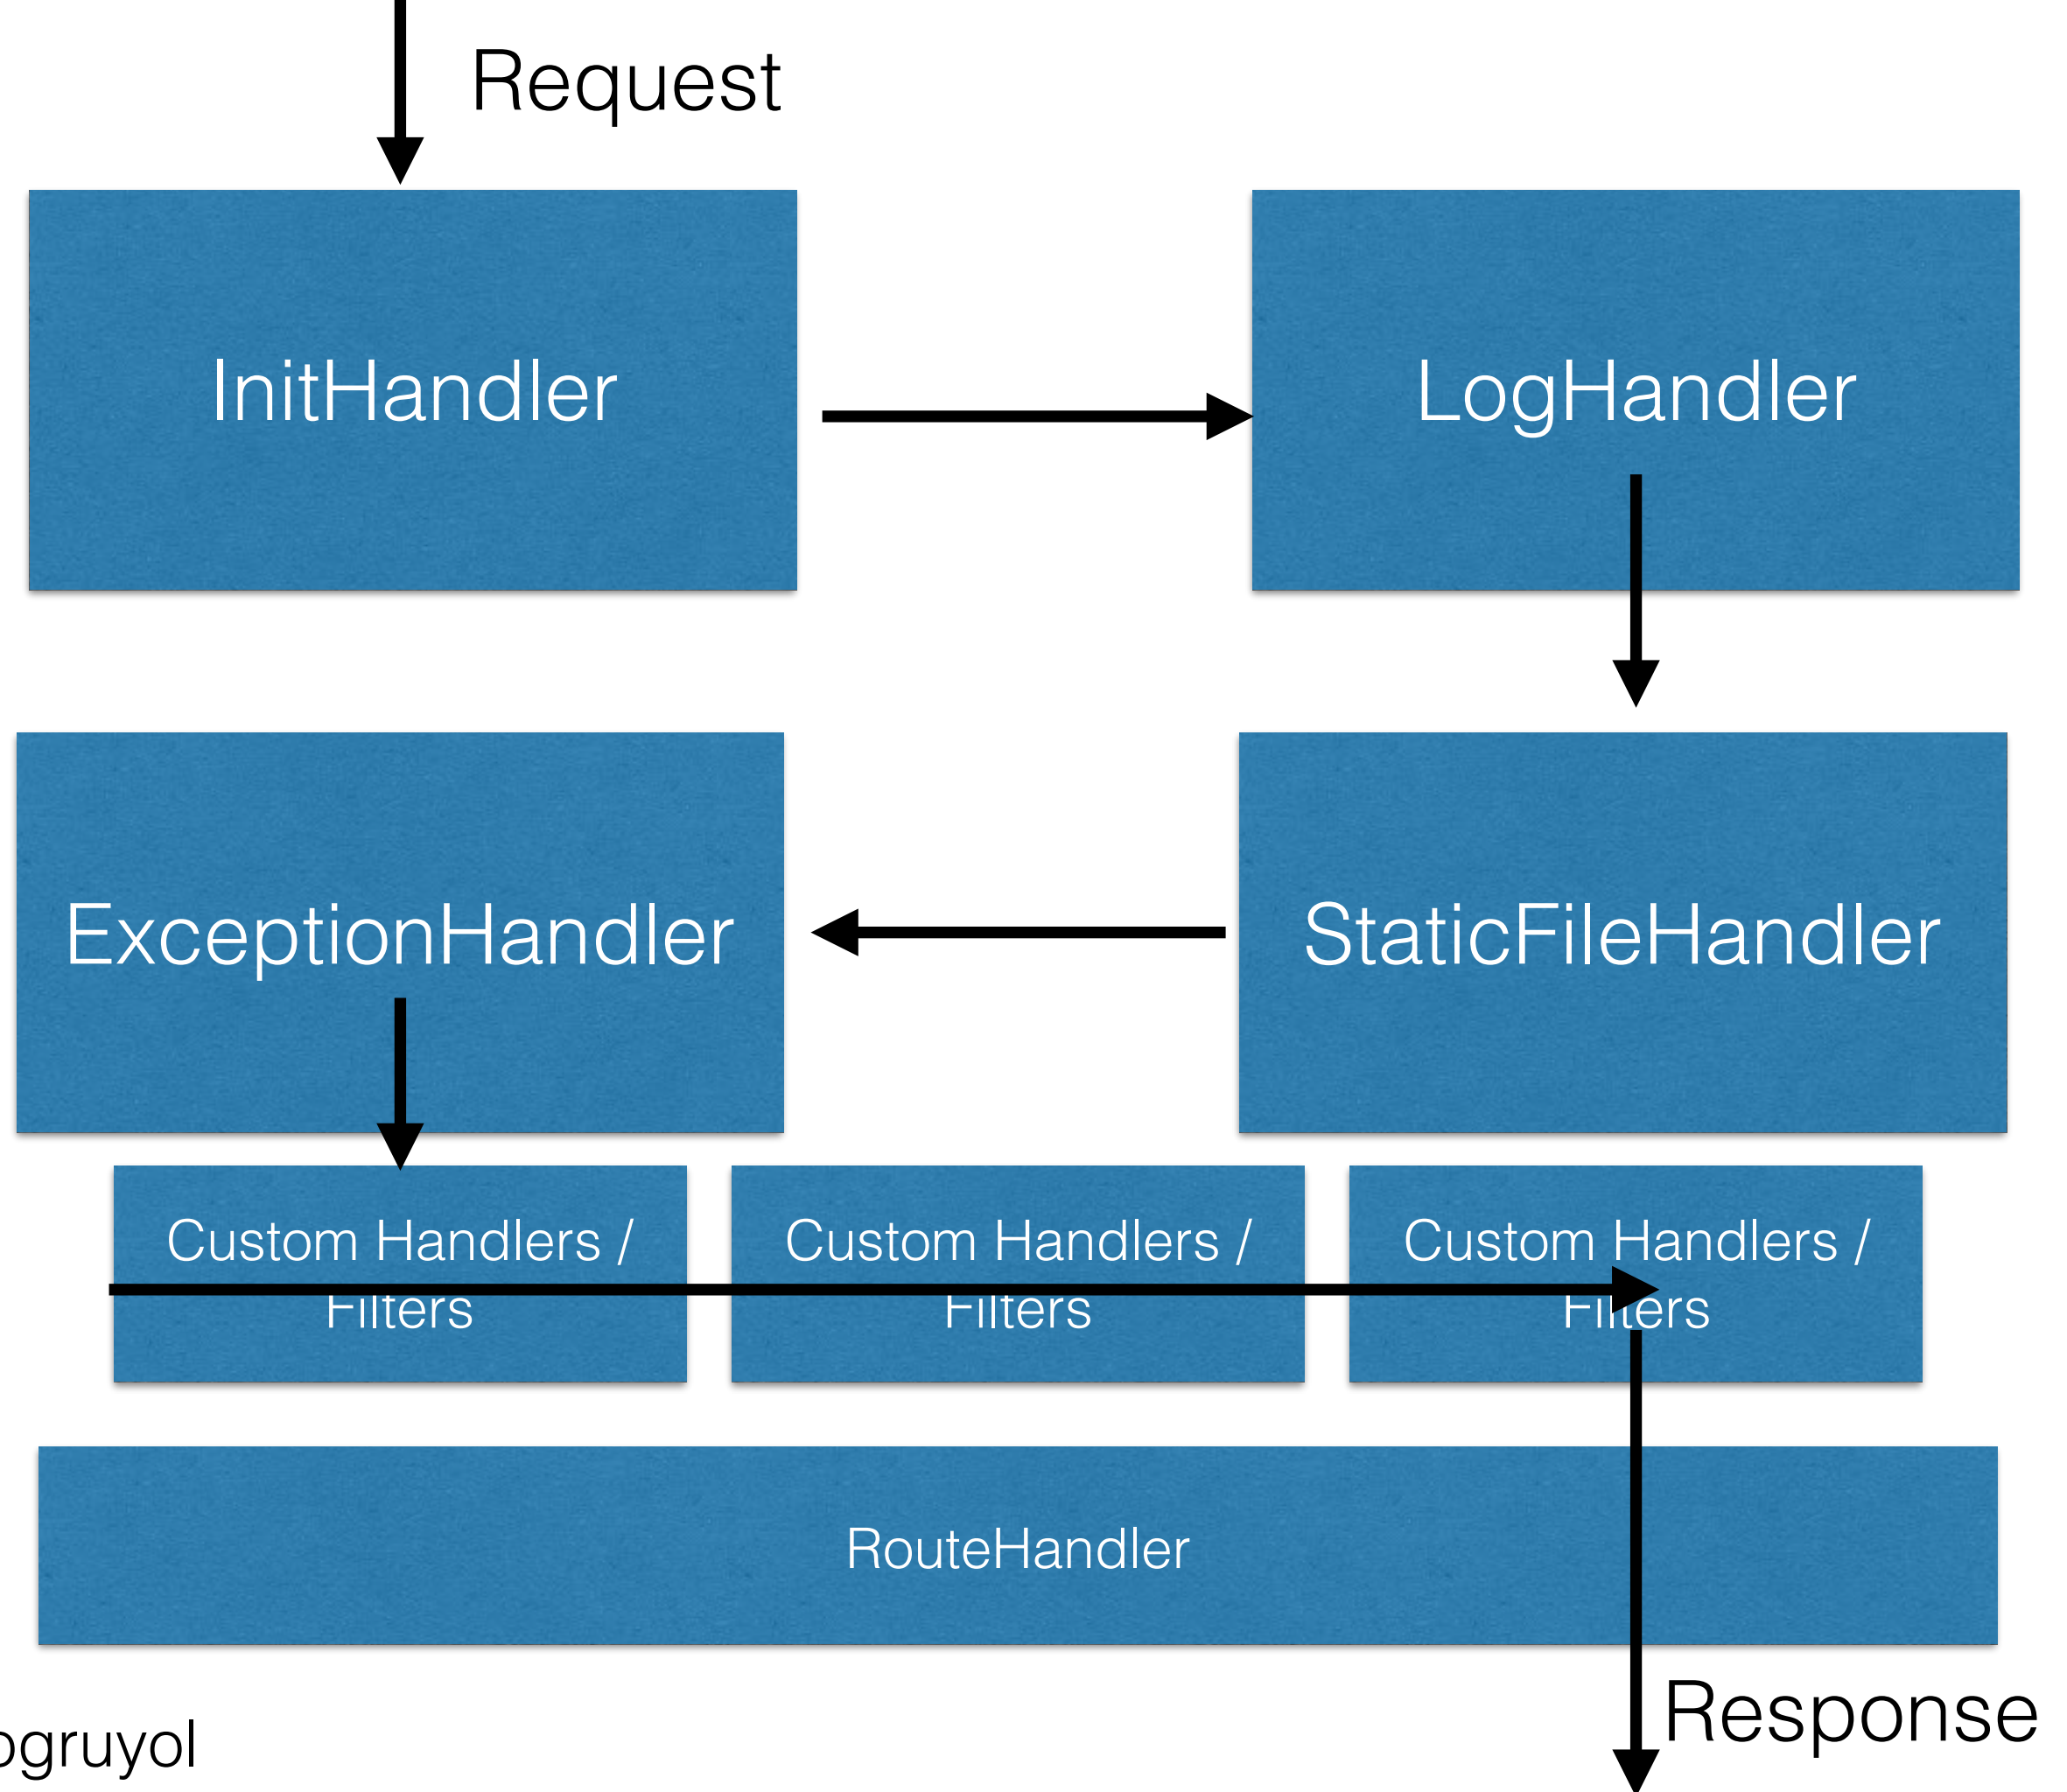 Request
InitHandler
LogHandler
ExceptionHandler
StaticFileHandler
Custom Handlers /
Filters
Custom Handlers /
Filters
Custom Handlers /
Filters
RouteHandler
Response